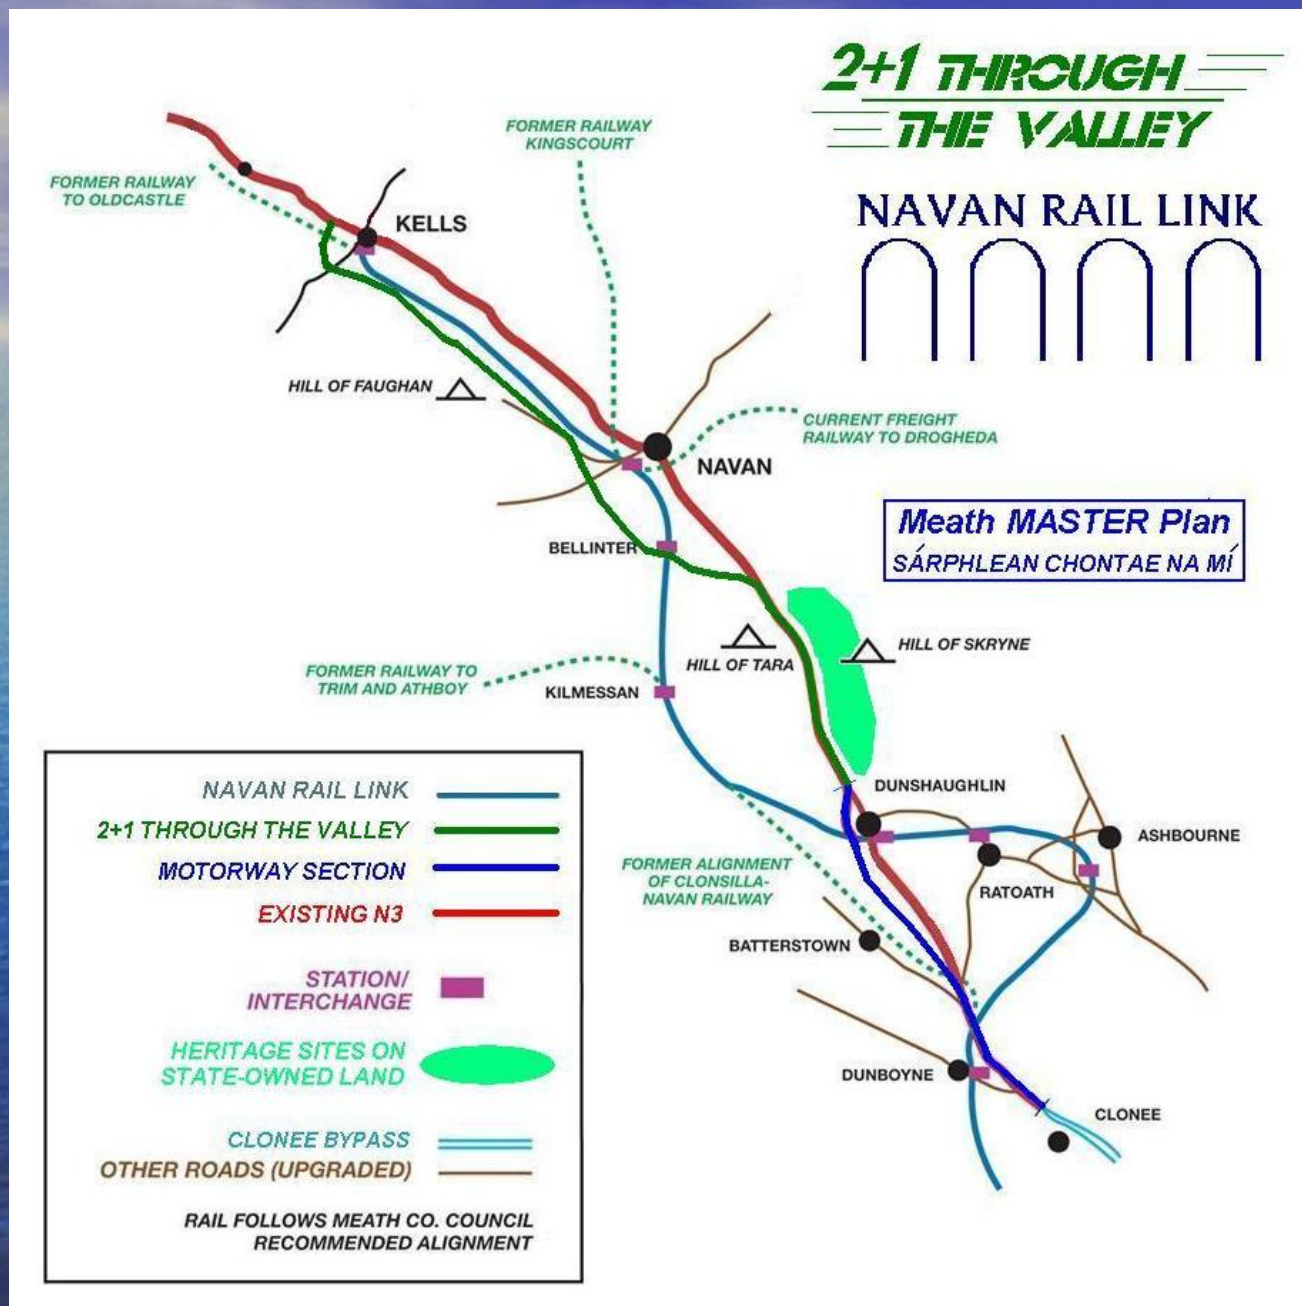 2+1 THROUGH
THE VALLEY
NAVAN RAIL LINK
FORMER RAILWAY
KINGSCOURT
FORMER RAILWAY
TO OLDCASTLE
KELLS
HILL OF FAUGHAN
CURRENT FREIGHT
RAILWAY TO DROGHEDA
NAVAN
Meath MASTER Plan
SÁRPHLEAN CHONTAE NA MÍ
BELLINTER
HILL OF SKRYNE
HILL OF TARA
FORMER RAILWAY TO
TRIM AND ATHBOY
KILMESSAN
DUNSHAUGHLIN
ASHBOURNE
FORMER ALIGNMENT
OF CLONSILLA-
NAVAN RAILWAY
RATOATH
BATTERSTOWN
DUNBOYNE
CLONEE
NAVAN RAIL LINK
2+1 THROUGH THE VALLEY
MOTORWAY SECTION
EXISTING N3
STATION/
INTERCHANGE
HERITAGE SITES ON
STATE-OWNED LAND
CLONEE BYPASS
OTHER ROADS (UPGRADED)
RAIL FOLLOWS MEATH CO. COUNCIL
RECOMMENDED ALIGNMENT